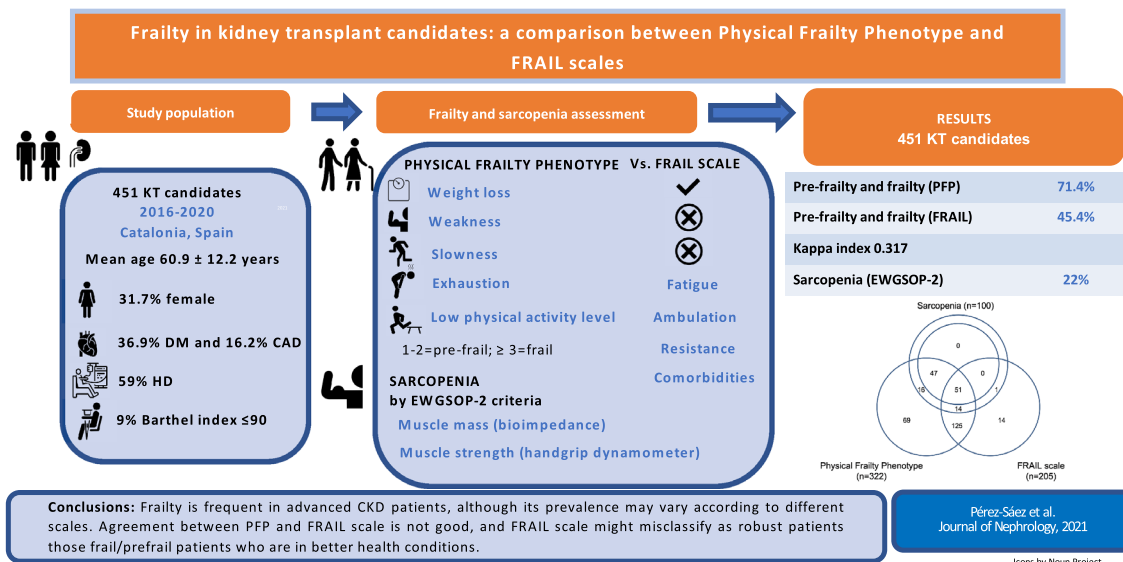 Frailty in kidney transplant candidates: a comparison between Physical Frailty Phenotype and
FRAIL scales
Study population
451 KT candidates
2016-2020
Catalonia, Spain
Mean age 60.9 ± 12.2 years
31.7% female
36.9% DM and 16.2% CAD
59% HD
9% Barthel index ≤90
Frailty and sarcopenia assessment
PHYSICAL FRAILTY PHENOTYPE Vs. FRAIL SCALE
Weight loss
Weakness
Slowness
Exhaustion Fatigue
Low physical activity level Ambulation
1-2=pre-frail; ≥ 3=frail Resistance
Comorbidities
SARCOPENIA
by EWGSOP-2 criteria
Muscle mass (bioimpedance)
Muscle strength (handgrip dynamometer)
RESULTS
451 KT candidates
Pre-frailty and frailty (PFP) 71.4%
Pre-frailty and frailty (FRAIL) 45.4%
Kappa index 0.317
Sarcopenia (EWGSOP-2) 22%
Sarcopenia (n=100)
0
47 0
16 51 1
14
69 126 14
Physical Frailty Phenotype FRAIL scale
(n=322) (n=205)
Conclusions: Frailty is frequent in advanced CKD patients, although its prevalence may vary according to different
scales. Agreement between PFP and FRAIL scale is not good, and FRAIL scale might misclassify as robust patients
those frail/prefrail patients who are in better health conditions.
Pérez-Sáez et al.
Journal of Nephrology, 2021
Icons by Noun Project